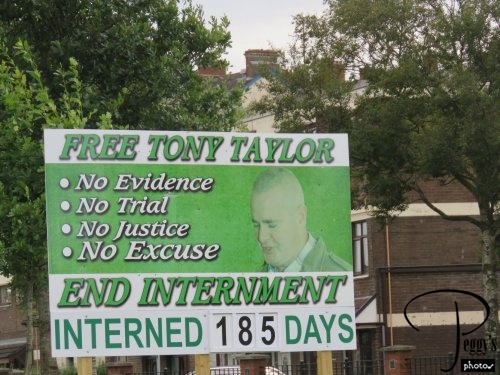 FREE TONY TAYLOR
• No Evidence
• No Trial
• No Justice
• No Excuse
END INTERNMENT
INTERNED 185 DAYS
Peggy's
photos